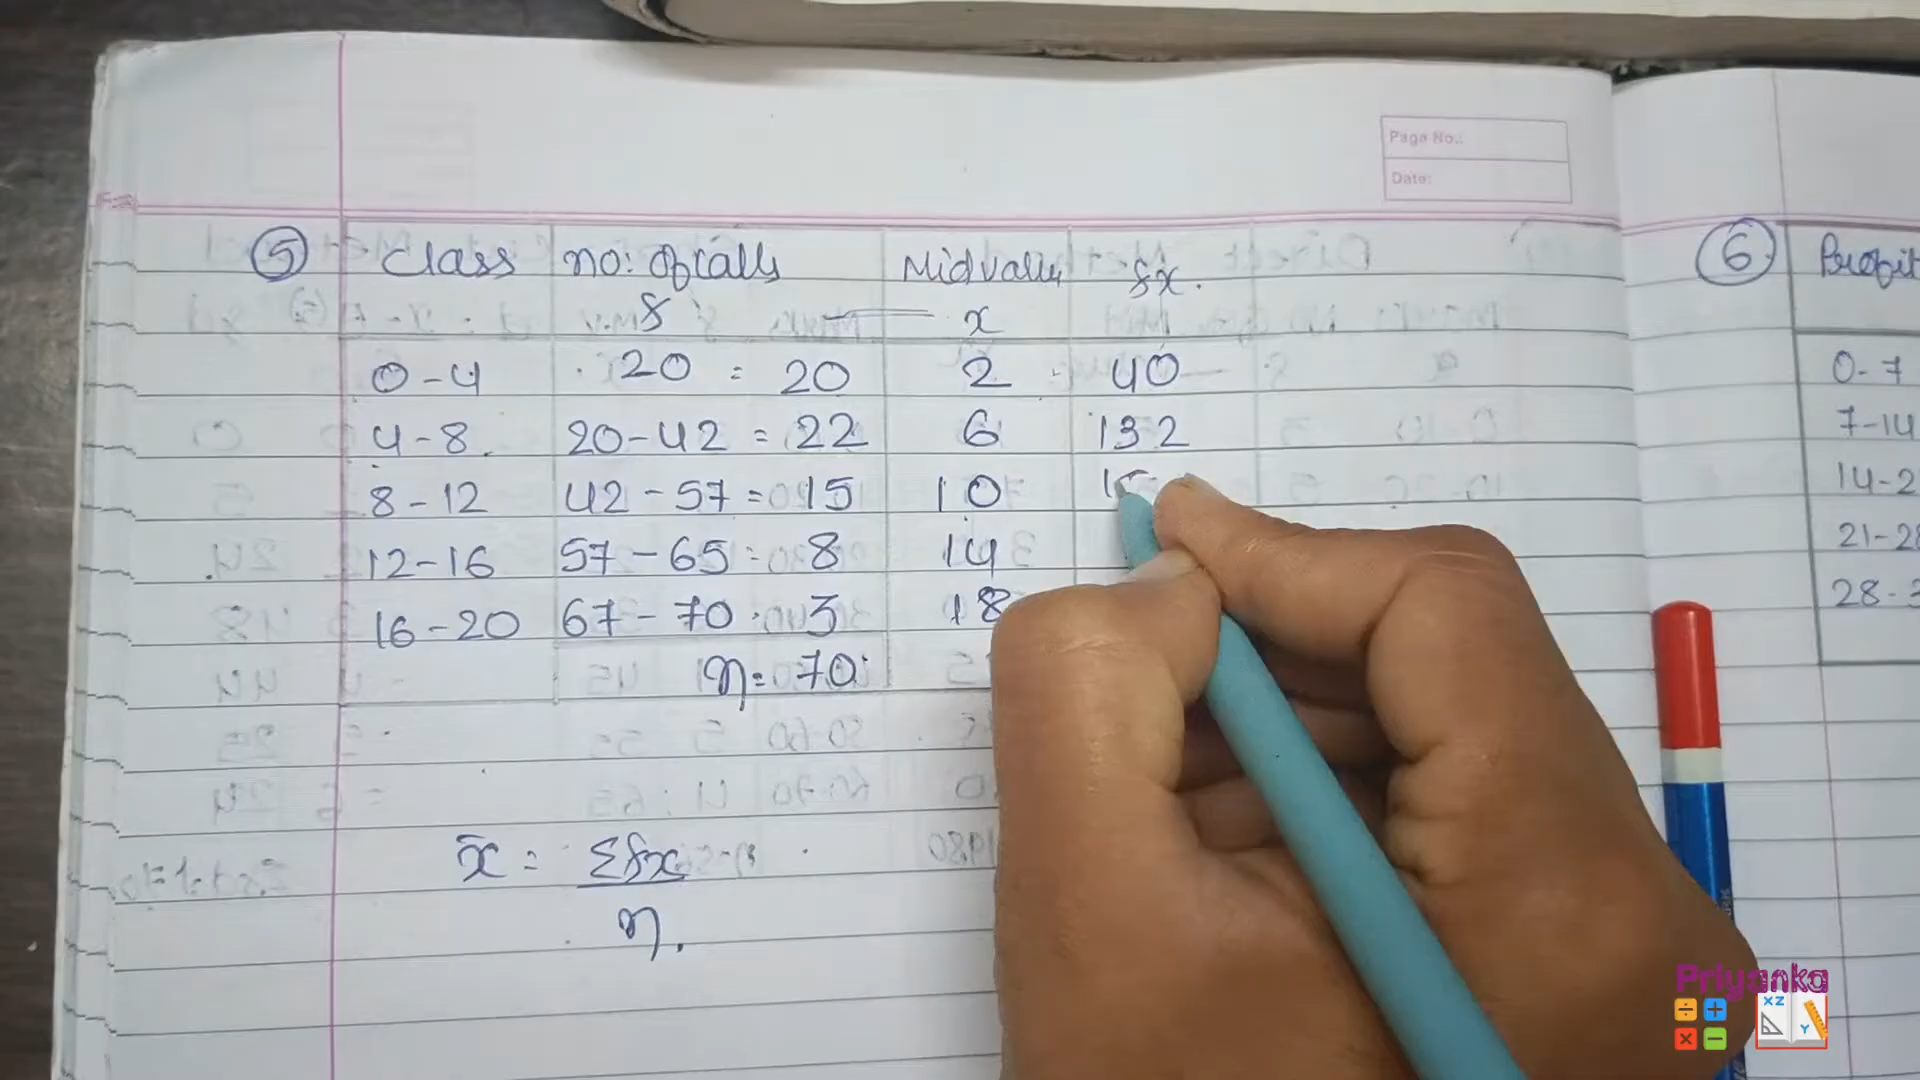 Page No.:
Date:
5 Class no: of calls Midvalue fx.
f x
0-4 20 = 20 2 40
4-8. 20-42 = 22 6 132
8-12 42-57 = 15 10
12-16 57-65 = 8 14
16-20 67-70 . 3 18
n = 70
x̄ = Σfx
n.
6 Profit
0-7
7-14
14-2
21-28
28-3
Priyanka
XZ
Y